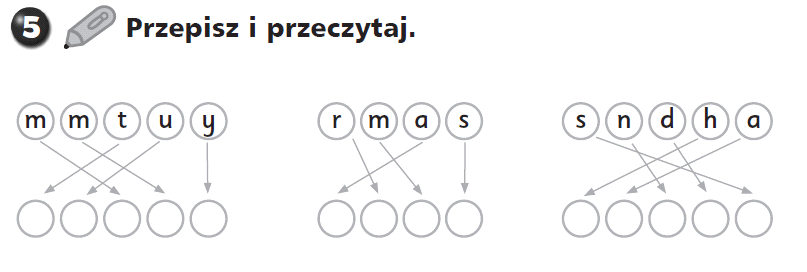 5 Przepisz i przeczytaj.
m m t u y r m a s s n d h a